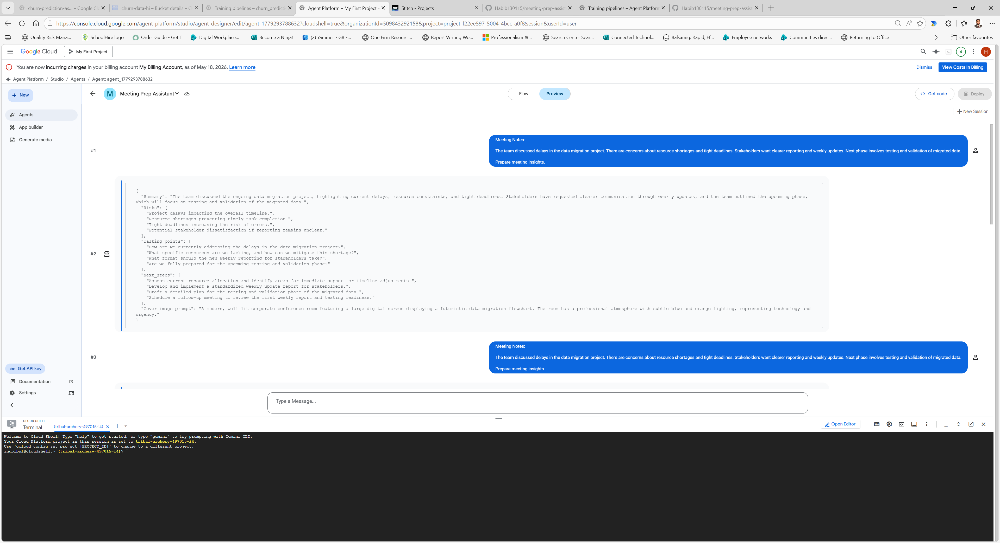 churn-prediction-as... – Google Cl
churn-data-hi – Bucket details – C
Training pipelines – churn_predicti
Agent Platform – My First Project –
Stitch - Projects
Habib130115/meeting-prep-assist
Training pipelines – Agent Platform
Habib130115/meeting-prep-assist
https://console.cloud.google.com/agent-platform/studio/agent-designer/edit/agent_1779293788632?cloudshell=true&organizationId=509843292158&project=project-f22ee597-5004-4bcc-a0f&session&userId=user
Quality Risk Mana...
SchoolHire logo
Order Guide - GetIT
Digital Workplace...
Become a Ninja!
(2) Yammer - GB -...
One Firm Resourci...
Report Writing Wo...
Professionalism &...
Search Center Sear...
Connected Technol...
Balsamiq. Rapid, Ef...
Employee networks
Communities direc...
Returning to Office
Other favourites
Google Cloud
My First Project
4
H
You are now incurring charges in your billing account My Billing Account, as of May 18, 2026. Learn more
Dismiss
View Costs In Billing
Agent Platform / Studio / Agents / Agent: agent_1779293788632
+ New
M
Meeting Prep Assistant
Flow
Preview
<> Get code
Deploy
Agents
App builder
Generate media
+ New Session
#1
Meeting Notes:
The team discussed delays in the data migration project. There are concerns about resource shortages and tight deadlines. Stakeholders want clearer reporting and weekly updates. Next phase involves testing and validation of migrated data.
Prepare meeting insights.
#2
{
"Summary": "The team discussed the ongoing data migration project, highlighting current delays, resource constraints, and tight deadlines. Stakeholders have requested clearer communication through weekly updates, and the team outlined the upcoming phase,
which will focus on testing and validation of the migrated data.",
"Risks": [
"Project delays impacting the overall timeline.",
"Resource shortages preventing timely task completion.",
"Tight deadlines increasing the risk of errors.",
"Potential stakeholder dissatisfaction if reporting remains unclear."
],
"Talking_points": [
"How are we currently addressing the delays in the data migration project?",
"What specific resources are we lacking, and how can we mitigate this shortage?",
"What format should the new weekly reporting for stakeholders take?",
"Are we fully prepared for the upcoming testing and validation phase?"
],
"Next_steps": [
"Assess current resource allocation and identify areas for immediate support or timeline adjustments.",
"Develop and implement a standardized weekly update report for stakeholders.",
"Draft a detailed plan for the testing and validation phase of the migrated data.",
"Schedule a follow-up meeting to review the first weekly report and testing readiness."
],
"Cover_image_prompt": "A modern, well-lit corporate conference room featuring a large digital screen displaying a futuristic data migration flowchart. The room has a professional atmosphere with subtle blue and orange lighting, representing technology and
urgency."
}
#3
Meeting Notes:
The team discussed delays in the data migration project. There are concerns about resource shortages and tight deadlines. Stakeholders want clearer reporting and weekly updates. Next phase involves testing and validation of migrated data.
Prepare meeting insights.
Get API key
Documentation
Settings
Type a Message...
CLOUD SHELL
Terminal
(tribal-archery-497015-i4)
Open Editor
Welcome to Cloud Shell! Type "help" to get started, or type "gemini" to try prompting with Gemini CLI.
Your Cloud Platform project in this session is set to tribal-archery-497015-i4.
Use `gcloud config set project [PROJECT_ID]` to change to a different project.
ihubibul@cloudshell:~ (tribal-archery-497015-i4)$